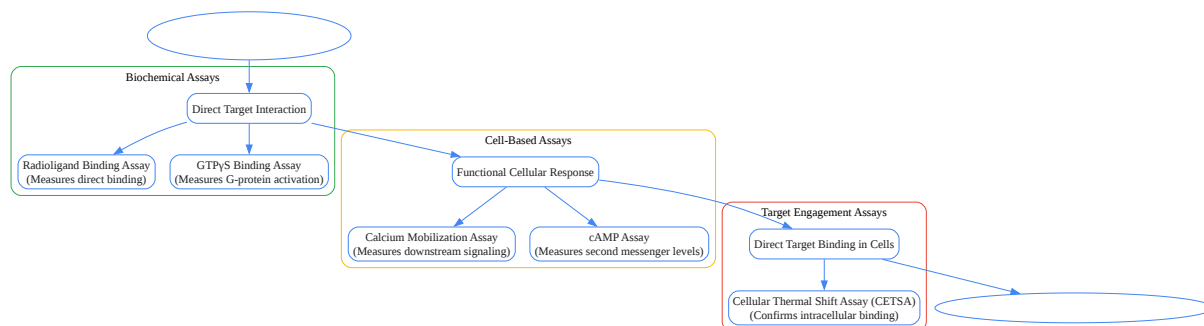 Biochemical Assays
Direct Target Interaction
Radioligand Binding Assay
(Measures direct binding)
GTPγS Binding Assay
(Measures G-protein activation)
Cell-Based Assays
Functional Cellular Response
Calcium Mobilization Assay
(Measures downstream signaling)
cAMP Assay
(Measures second messenger levels)
Target Engagement Assays
Direct Target Binding in Cells
Cellular Thermal Shift Assay (CETSA)
(Confirms intracellular binding)